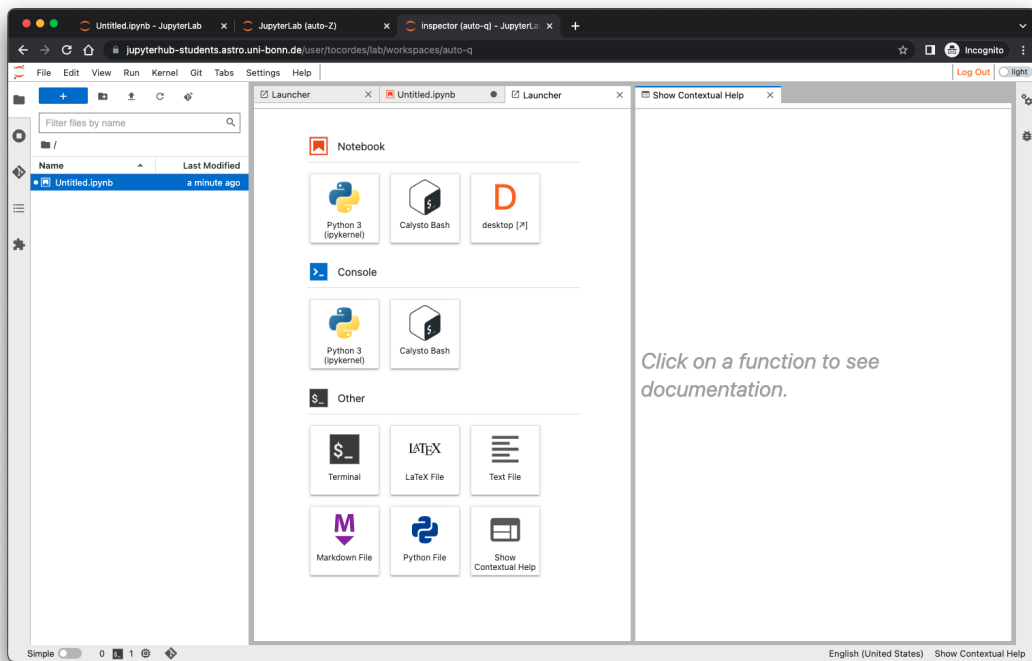 Untitled.ipynb - JupyterLab
JupyterLab (auto-Z)
inspector (auto-q) - JupyterLa
jupyterhub-students.astro.uni-bonn.de/user/tocordes/lab/workspaces/auto-q
Incognito
File Edit View Run Kernel Git Tabs Settings Help
Log Out
light
Filter files by name
/
Name Last Modified
Untitled.ipynb a minute ago
Launcher
Untitled.ipynb
Launcher
Show Contextual Help
Notebook
Python 3
(ipykernel)
Calysto Bash
D
desktop [↗]
Console
Python 3
(ipykernel)
Calysto Bash
$_ Other
$_
Terminal
LATEX
LaTeX File
Text File
M
Markdown File
Python File
Show
Contextual Help
Click on a function to see
documentation.
Simple 0 $_ 1
English (United States) Show Contextual Help